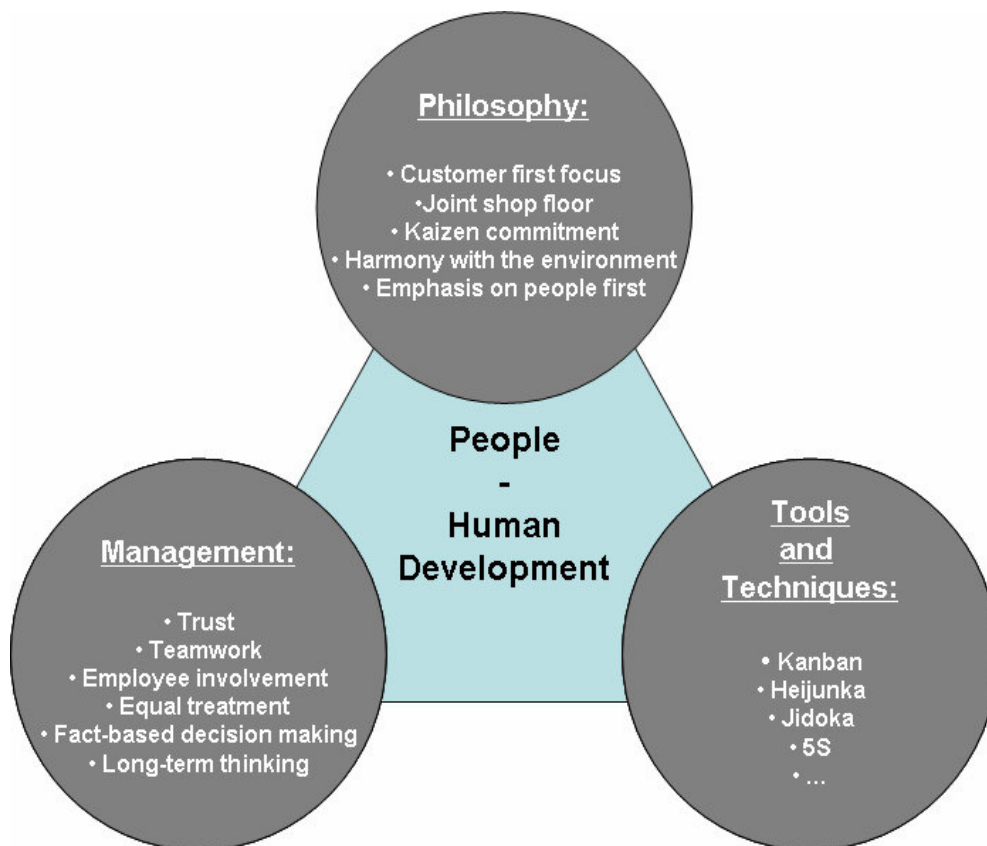 Philosophy:
• Customer first focus
•Joint shop floor
• Kaizen commitment
• Harmony with the environment
• Emphasis on people first
People
-
Human
Development
Management:
• Trust
• Teamwork
• Employee involvement
• Equal treatment
• Fact-based decision making
• Long-term thinking
Tools
and
Techniques:
• Kanban
• Heijunka
• Jidoka
• 5S
• ...